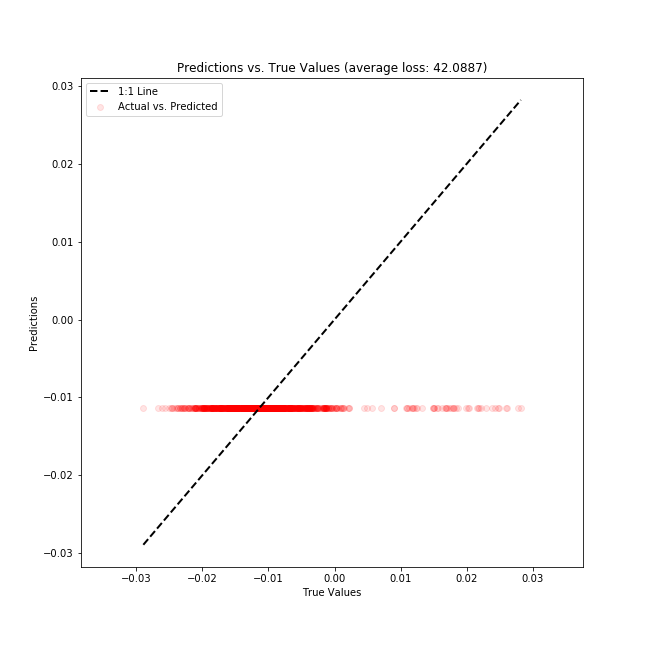 Predictions vs. True Values (average loss: 42.0887)
1:1 Line
Actual vs. Predicted
0.03
0.02
0.01
0.00
−0.01
−0.02
−0.03
Predictions
−0.03 −0.02 −0.01 0.00 0.01 0.02 0.03
True Values